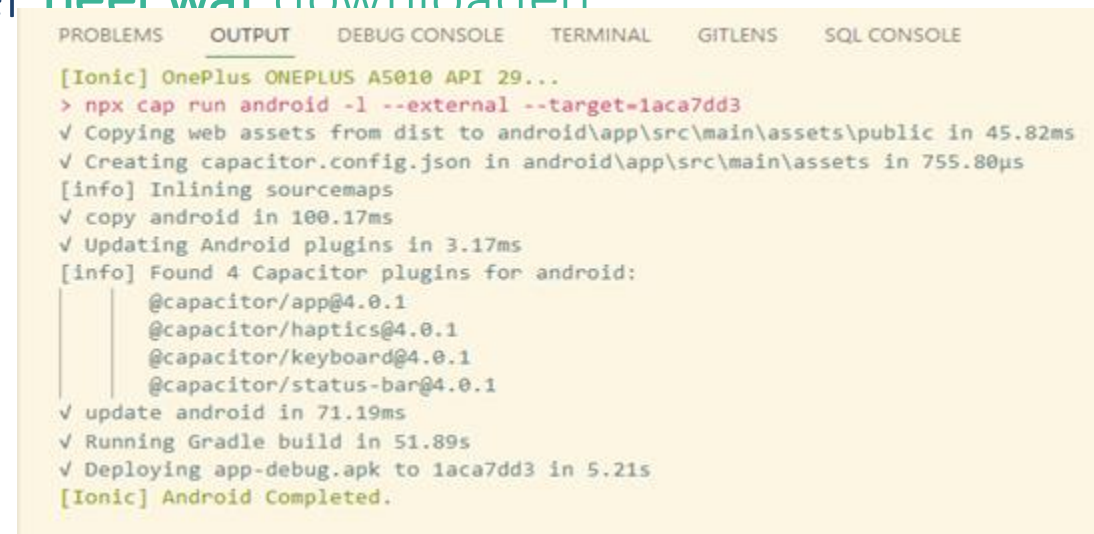 heel wat downloaden
PROBLEMS OUTPUT DEBUG CONSOLE TERMINAL GITLENS SQL CONSOLE
[Ionic] OnePlus ONEPLUS A5010 API 29...
> npx cap run android -l --external --target=1aca7dd3
√ Copying web assets from dist to android\app\src\main\assets\public in 45.82ms
√ Creating capacitor.config.json in android\app\src\main\assets in 755.80μs
[info] Inlining sourcemaps
√ copy android in 100.17ms
√ Updating Android plugins in 3.17ms
[info] Found 4 Capacitor plugins for android:
@capacitor/app@4.0.1
@capacitor/haptics@4.0.1
@capacitor/keyboard@4.0.1
@capacitor/status-bar@4.0.1
√ update android in 71.19ms
√ Running Gradle build in 51.89s
√ Deploying app-debug.apk to 1aca7dd3 in 5.21s
[Ionic] Android Completed.